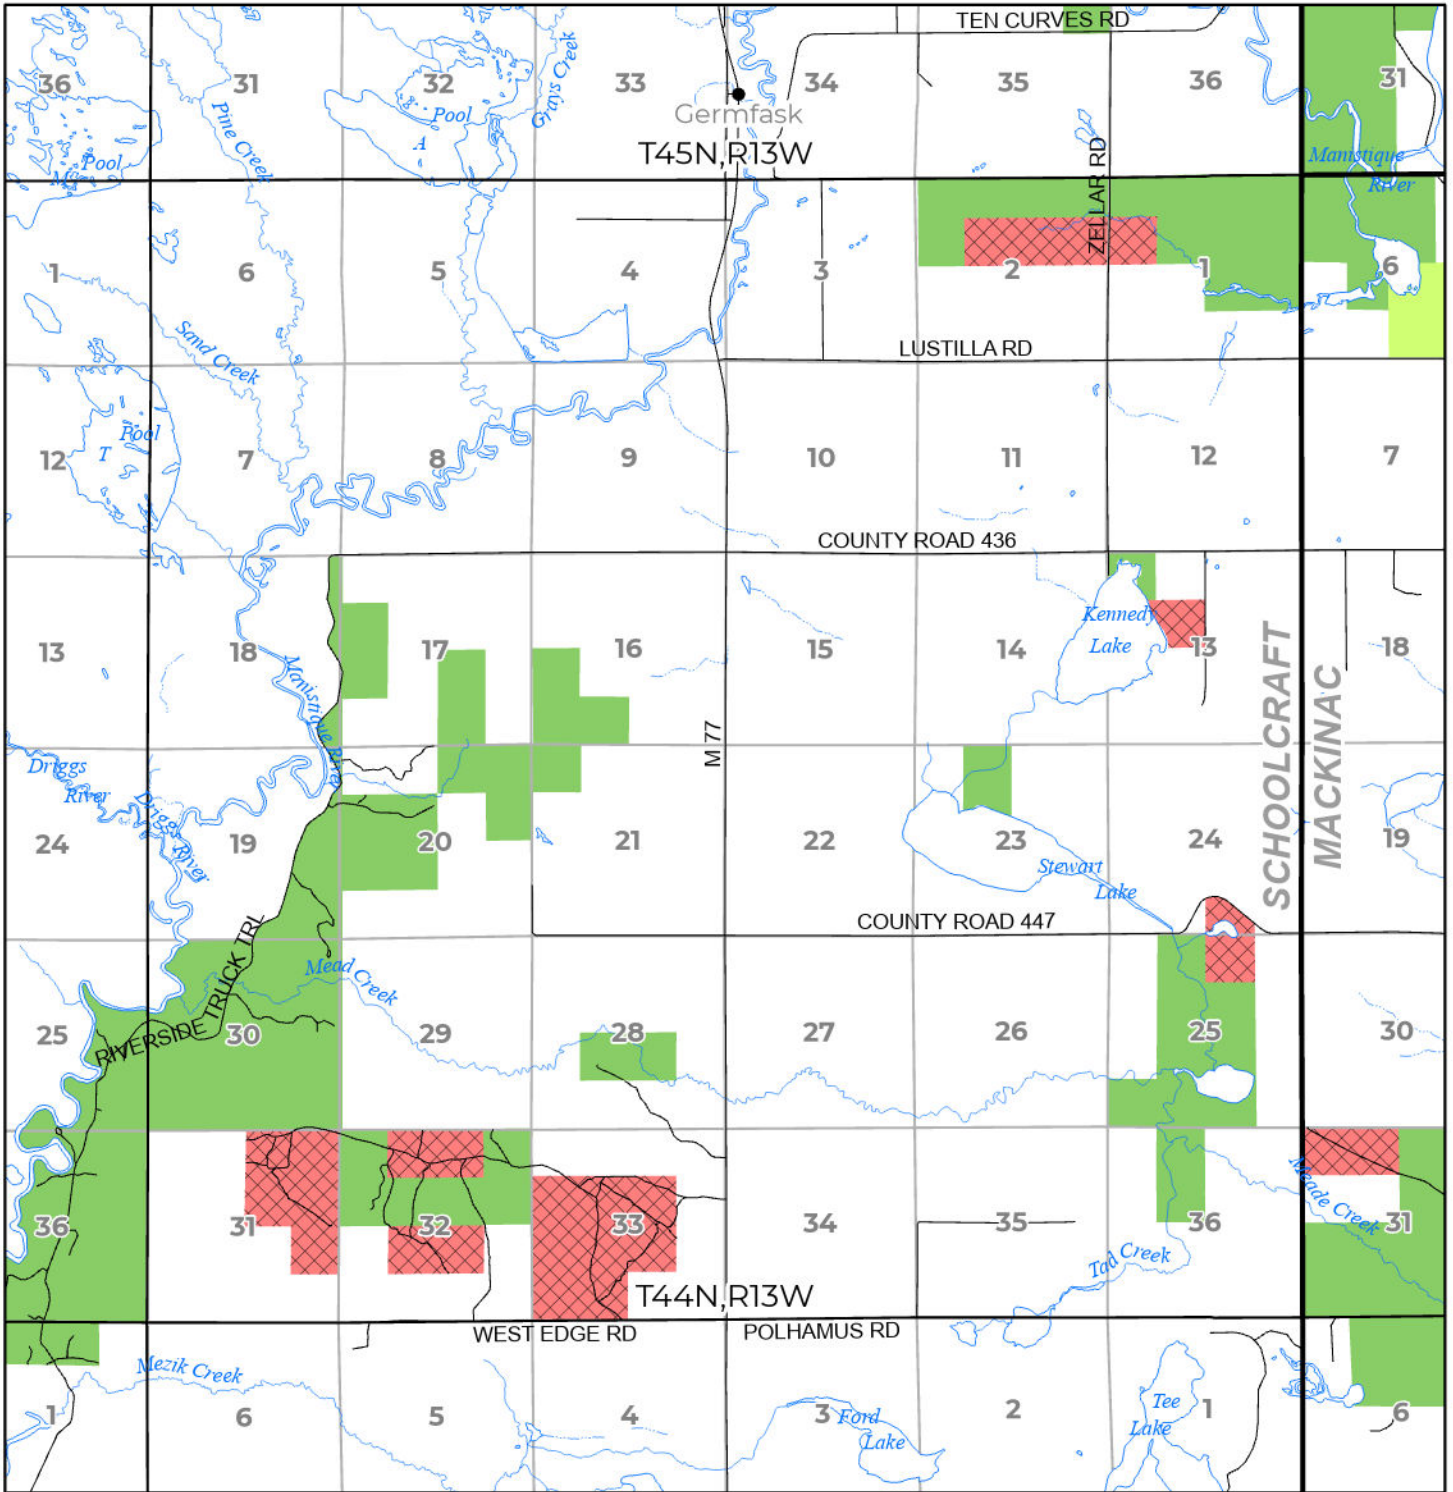 TEN CURVES RD
36
31
32
33
34
35
36
31
Pool
A
Grays Creek
Pine Creek
Germfask
T45N,R13W
Pool
ZELLAR RD
Manistique
River
1
6
5
4
3
2
1
6
Sand Creek
LUSTILLA RD
Pool
T
12
7
8
9
10
11
12
7
COUNTY ROAD 436
Kennedy
Lake
13
18
17
16
15
14
13
18
Manistique River
M 77
SCHOOLCRAFT
MACKINAC
Driggs
River
Driggs River
24
19
20
21
22
23
24
19
Stewart
Lake
COUNTY ROAD 447
RIVERSIDE TRUCK TRL
Mead Creek
25
30
29
28
27
26
25
30
36
31
32
33
34
35
36
31
Meade Creek
Tad Creek
T44N,R13W
WEST EDGE RD
POLHAMUS RD
Mezik Creek
1
6
5
4
3
2
1
6
Ford
Lake
Tee
Lake